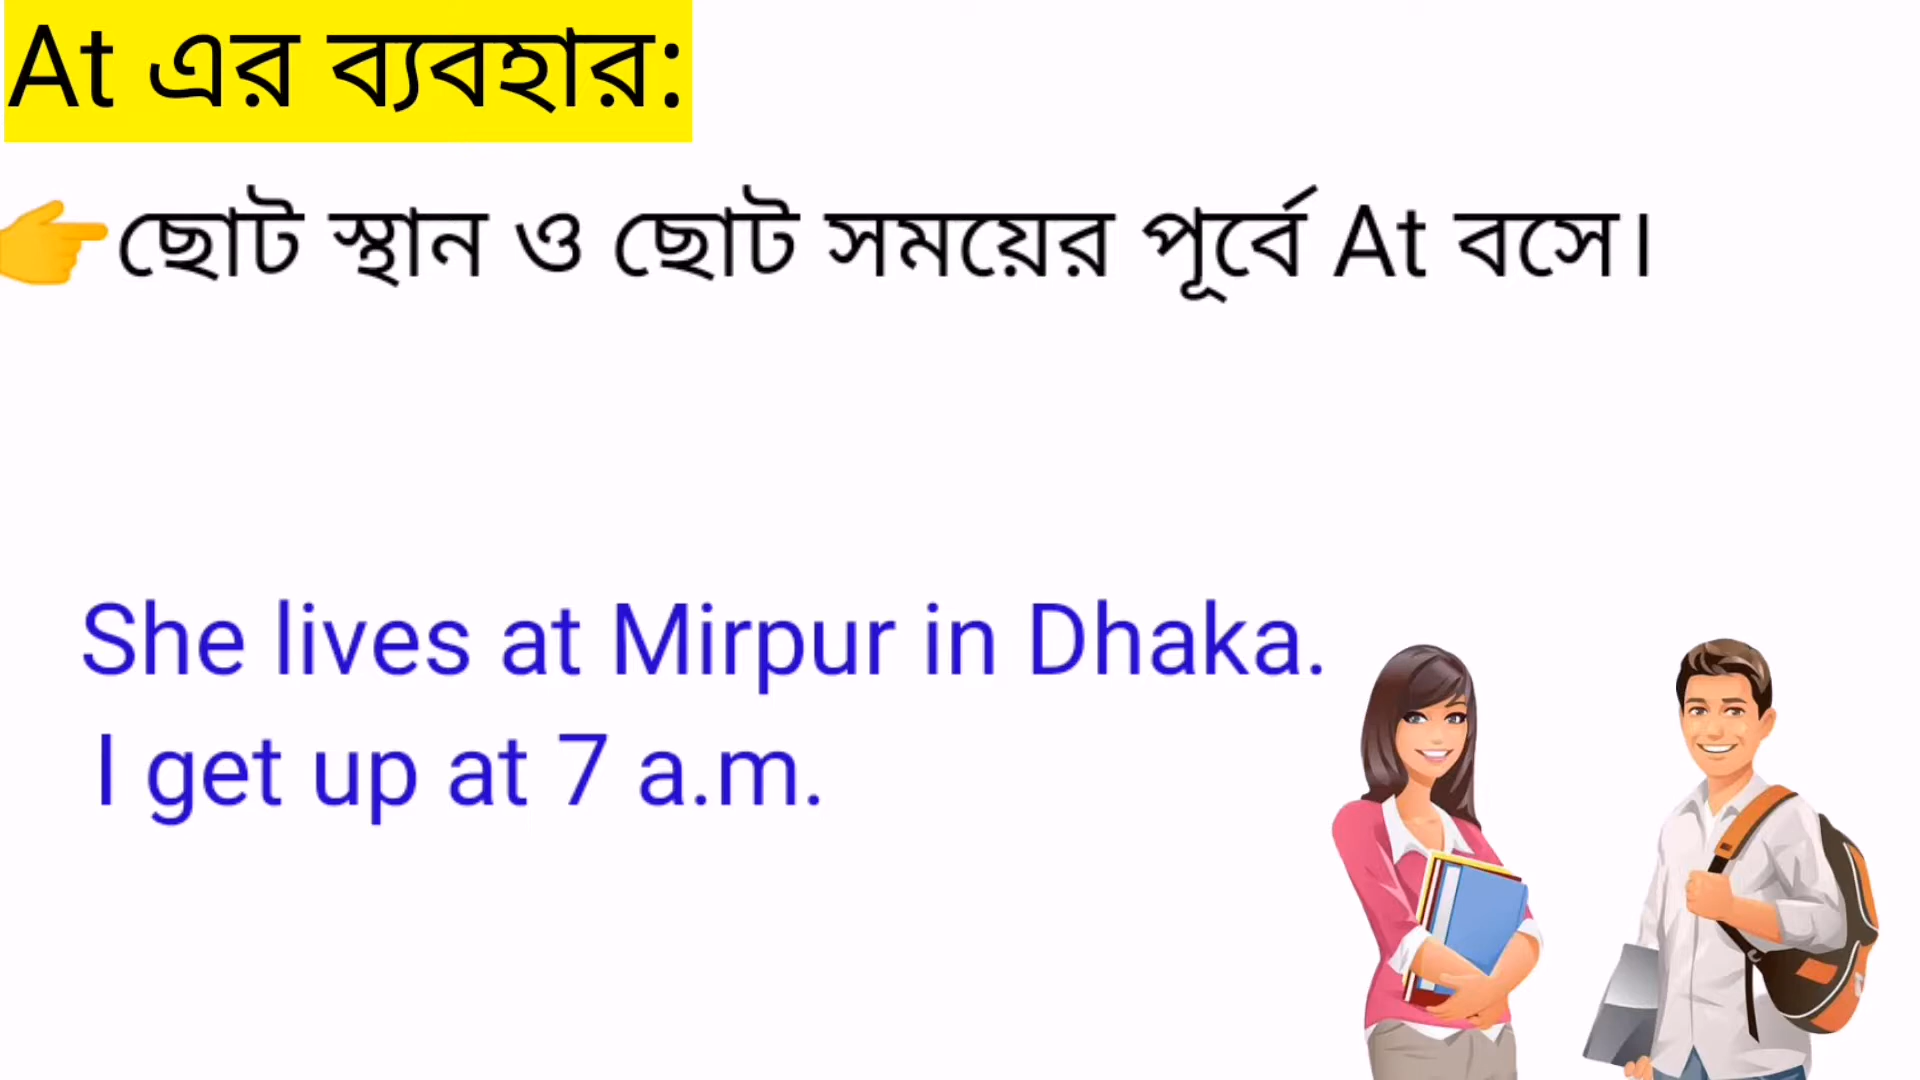 At এর ব্যবহার:
👉ছোট স্থান ও ছোট সময়ের পূর্বে At বসে।
She lives at Mirpur in Dhaka.
I get up at 7 a.m.